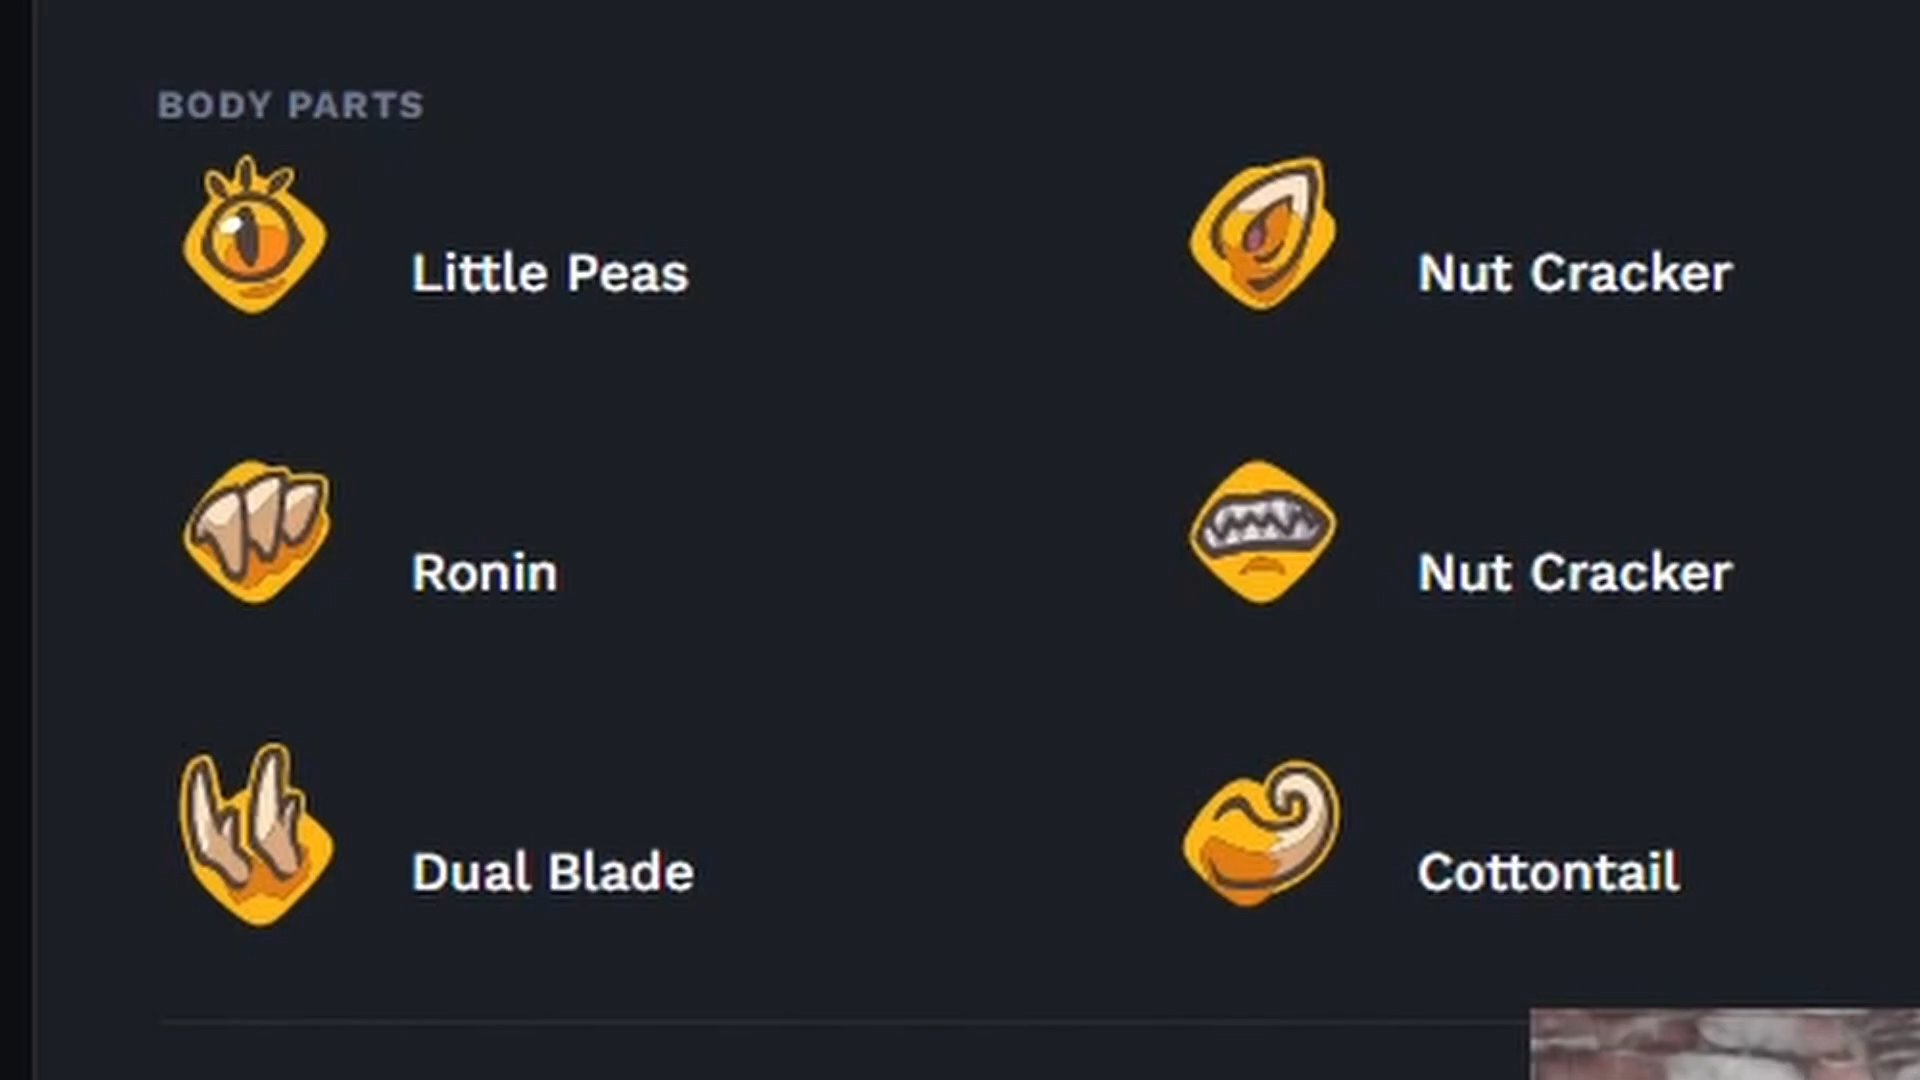 BODY PARTS
Little Peas
Nut Cracker
Ronin
Nut Cracker
Dual Blade
Cottontail